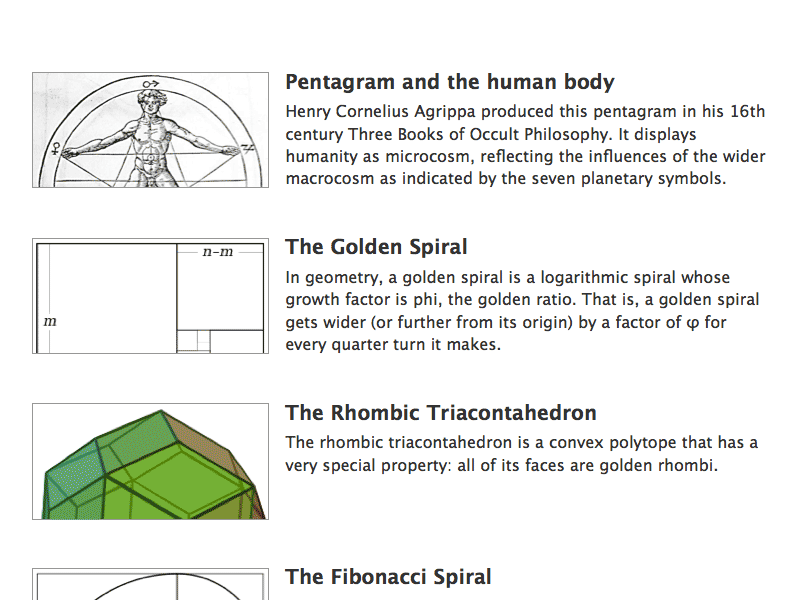 Pentagram and the human body
Henry Cornelius Agrippa produced this pentagram in his 16th
century Three Books of Occult Philosophy. It displays
humanity as microcosm, reflecting the influences of the wider
macrocosm as indicated by the seven planetary symbols.
n–m
m
The Golden Spiral
In geometry, a golden spiral is a logarithmic spiral whose
growth factor is phi, the golden ratio. That is, a golden spiral
gets wider (or further from its origin) by a factor of φ for
every quarter turn it makes.
The Rhombic Triacontahedron
The rhombic triacontahedron is a convex polytope that has a
very special property: all of its faces are golden rhombi.
The Fibonacci Spiral